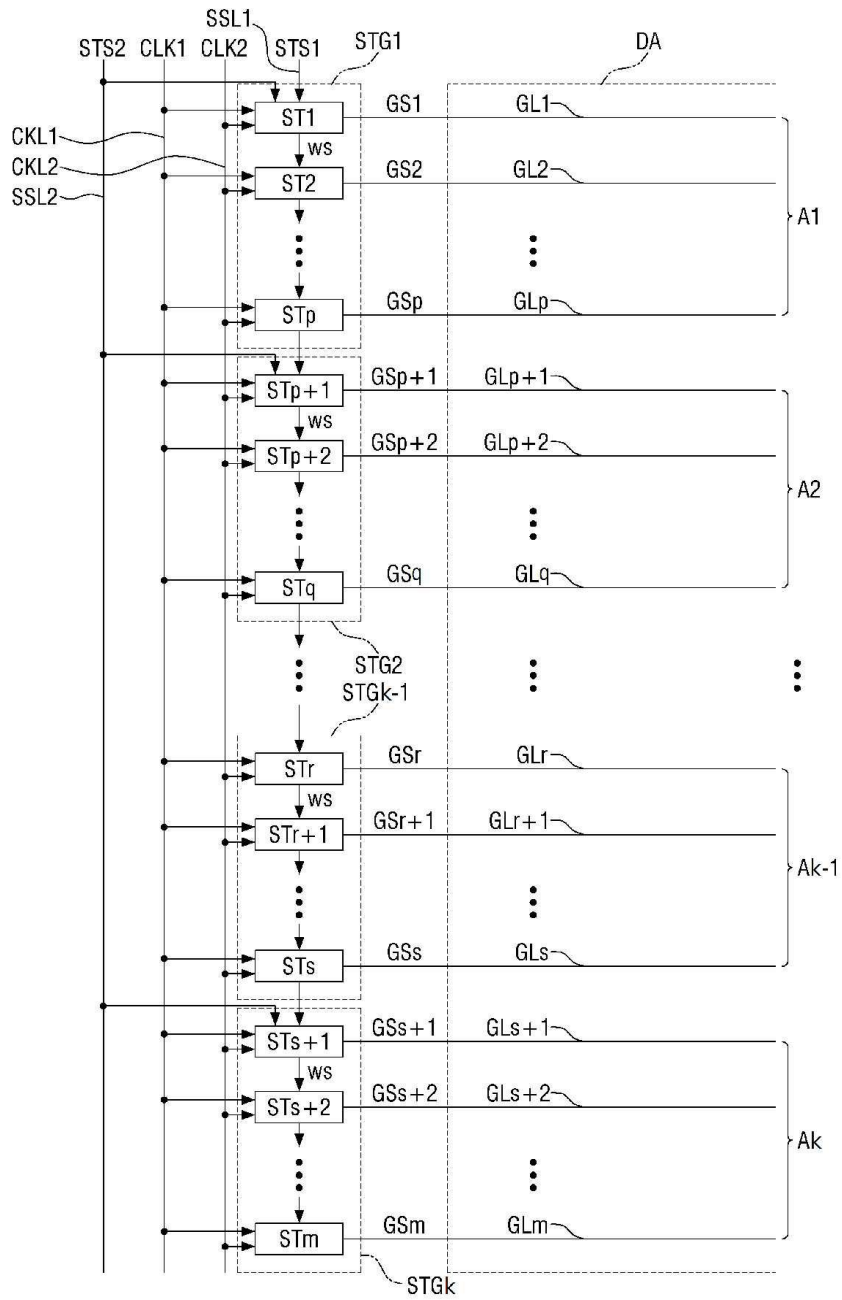 SSL1
STS2 CLK1 CLK2 STS1 STG1 DA
ST1 GS1 GL1
CKL1
ws
CKL2
ST2 GS2 GL2
SSL2
A1
STp GSp GLp
STp+1 GSp+1 GLp+1
ws
STp+2 GSp+2 GLp+2
A2
STq GSq GLq
STG2
STGk-1
STr GSr GLr
ws
STr+1 GSr+1 GLr+1
Ak-1
STs GSs GLs
STs+1 GSs+1 GLs+1
ws
STs+2 GSs+2 GLs+2
Ak
STm GSm GLm
STGk